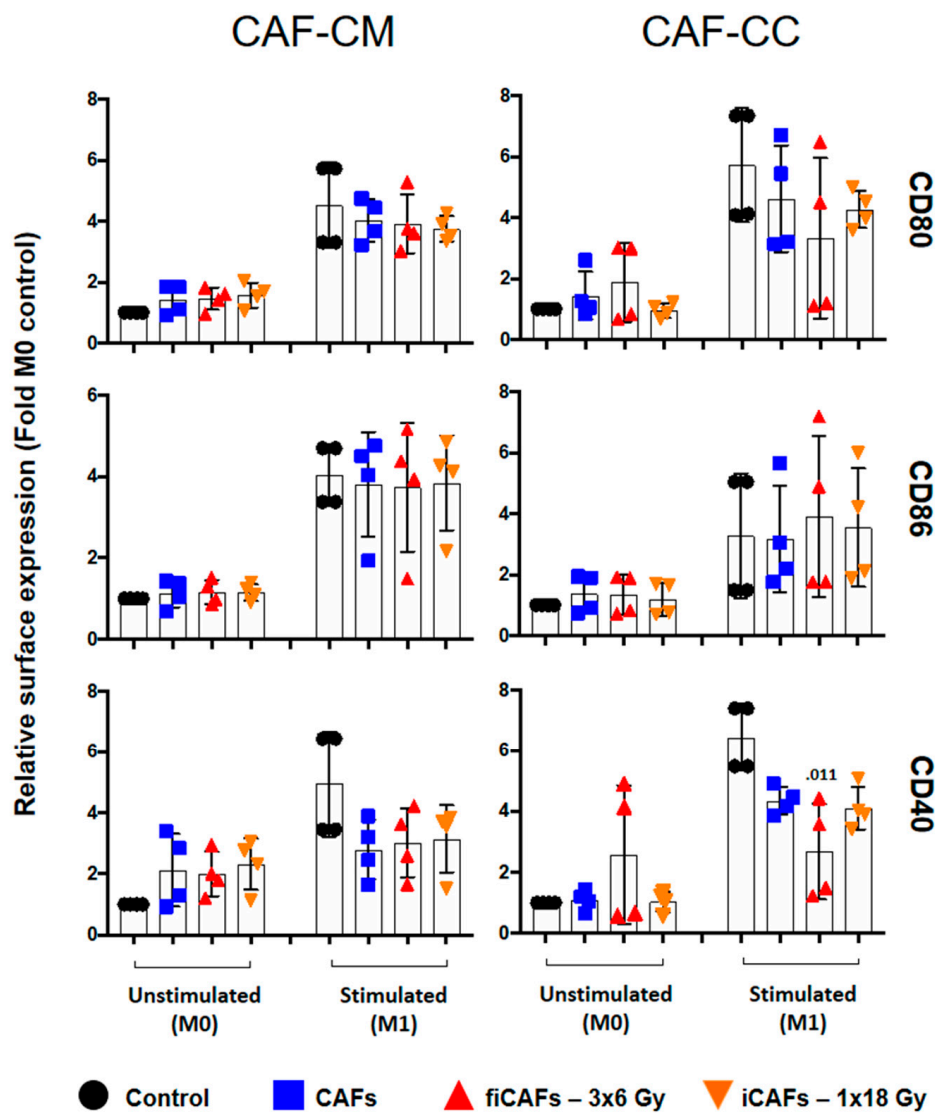 CAF-CM CAF-CC
Relative surface expression (Fold M0 control)
8
6
4
2
0
8
6
4
2
0
CD80
6
4
2
0
8
6
4
2
0
CD86
8
6
4
2
0
8
6
4
2
0
.011
CD40
Unstimulated
(M0)
Stimulated
(M1)
Unstimulated
(M0)
Stimulated
(M1)
Control CAFs fiCAFs – 3x6 Gy iCAFs – 1x18 Gy